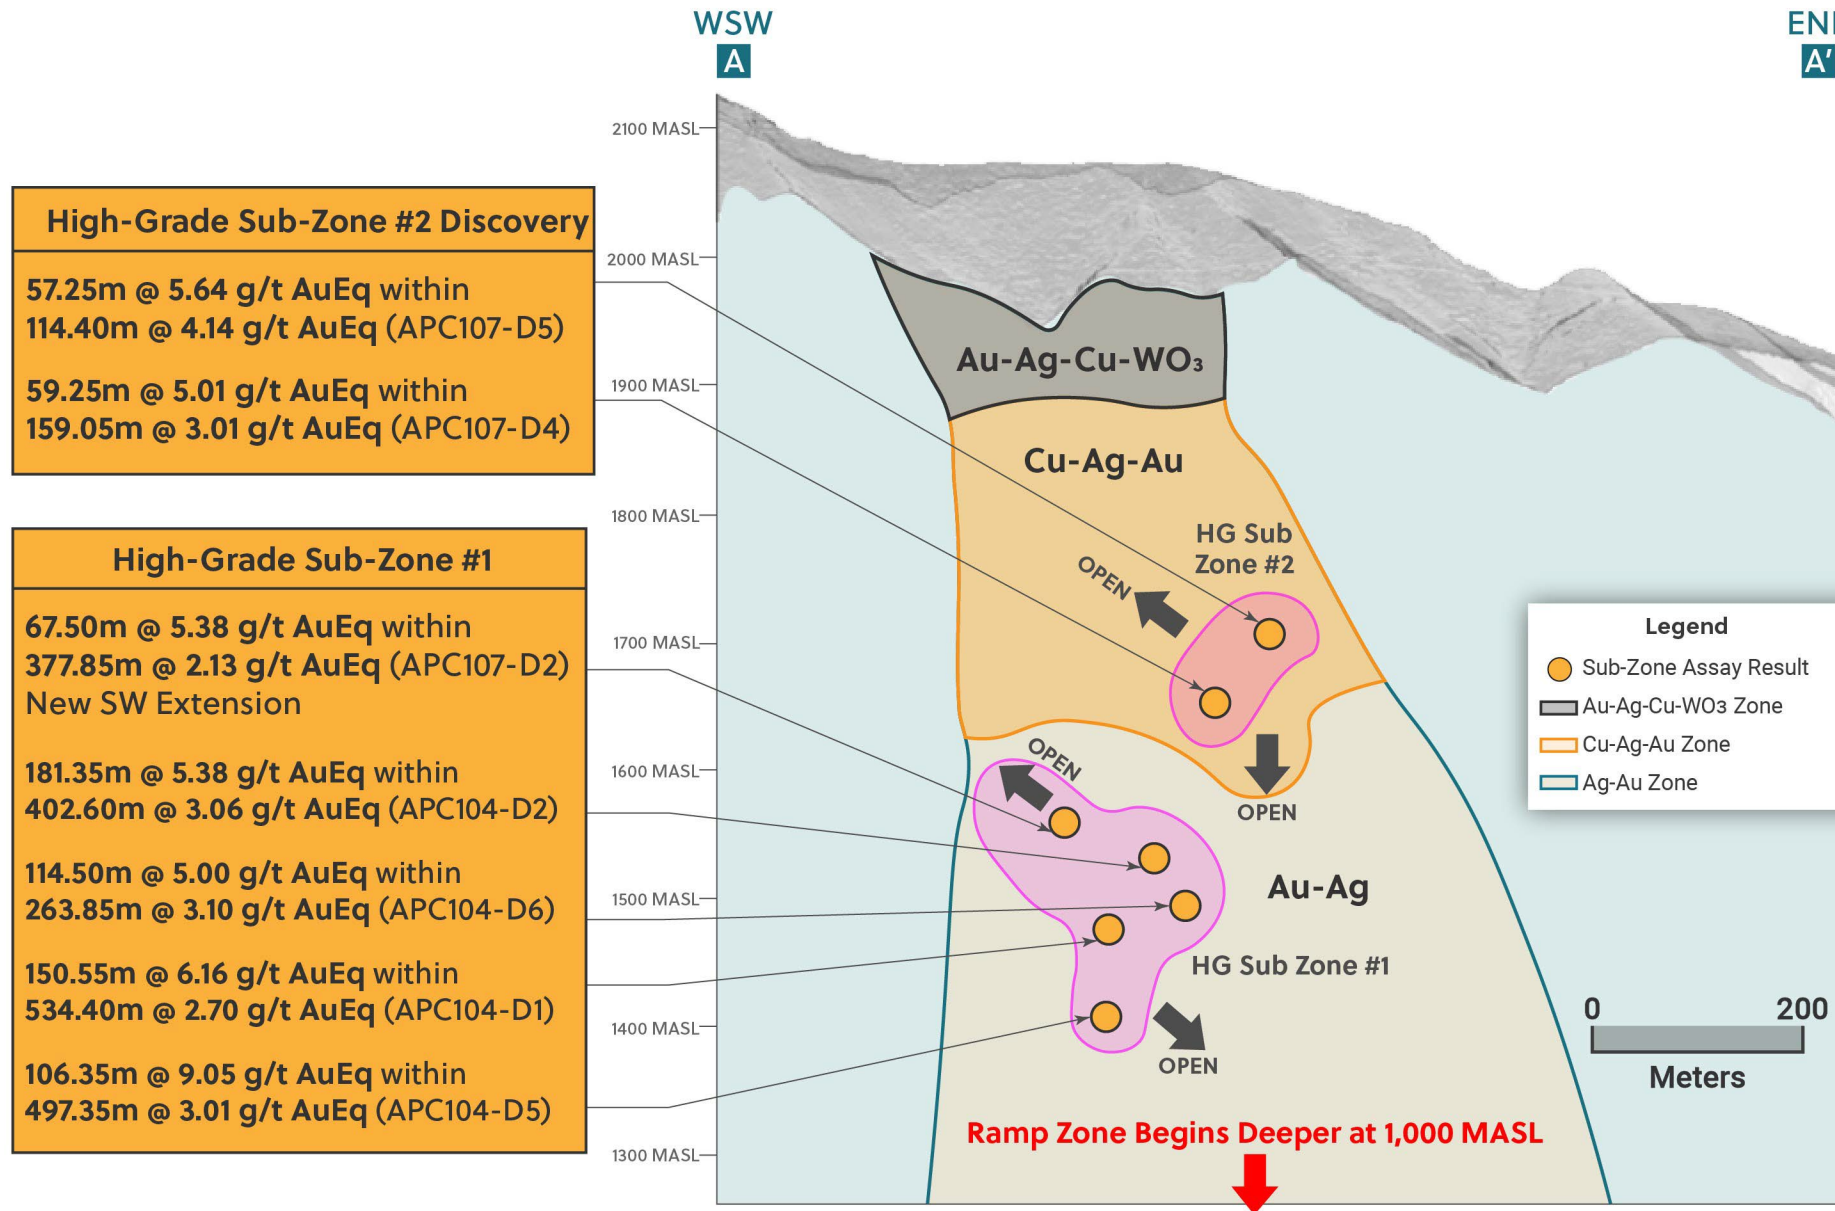 WSW
A
ENE
A'
2100 MASL
2000 MASL
1900 MASL
1800 MASL
1700 MASL
1600 MASL
1500 MASL
1400 MASL
1300 MASL
High-Grade Sub-Zone #2 Discovery
57.25m @ 5.64 g/t AuEq within
114.40m @ 4.14 g/t AuEq (APC107-D5)
59.25m @ 5.01 g/t AuEq within
159.05m @ 3.01 g/t AuEq (APC107-D4)
High-Grade Sub-Zone #1
67.50m @ 5.38 g/t AuEq within
377.85m @ 2.13 g/t AuEq (APC107-D2)
New SW Extension
181.35m @ 5.38 g/t AuEq within
402.60m @ 3.06 g/t AuEq (APC104-D2)
114.50m @ 5.00 g/t AuEq within
263.85m @ 3.10 g/t AuEq (APC104-D6)
150.55m @ 6.16 g/t AuEq within
534.40m @ 2.70 g/t AuEq (APC104-D1)
106.35m @ 9.05 g/t AuEq within
497.35m @ 3.01 g/t AuEq (APC104-D5)
Au-Ag-Cu-WO₃
Cu-Ag-Au
HG Sub
Zone #2
OPEN
OPEN
OPEN
Au-Ag
HG Sub Zone #1
OPEN
Ramp Zone Begins Deeper at 1,000 MASL
Legend
Sub-Zone Assay Result
Au-Ag-Cu-WO₃ Zone
Cu-Ag-Au Zone
Ag-Au Zone
0 200
Meters